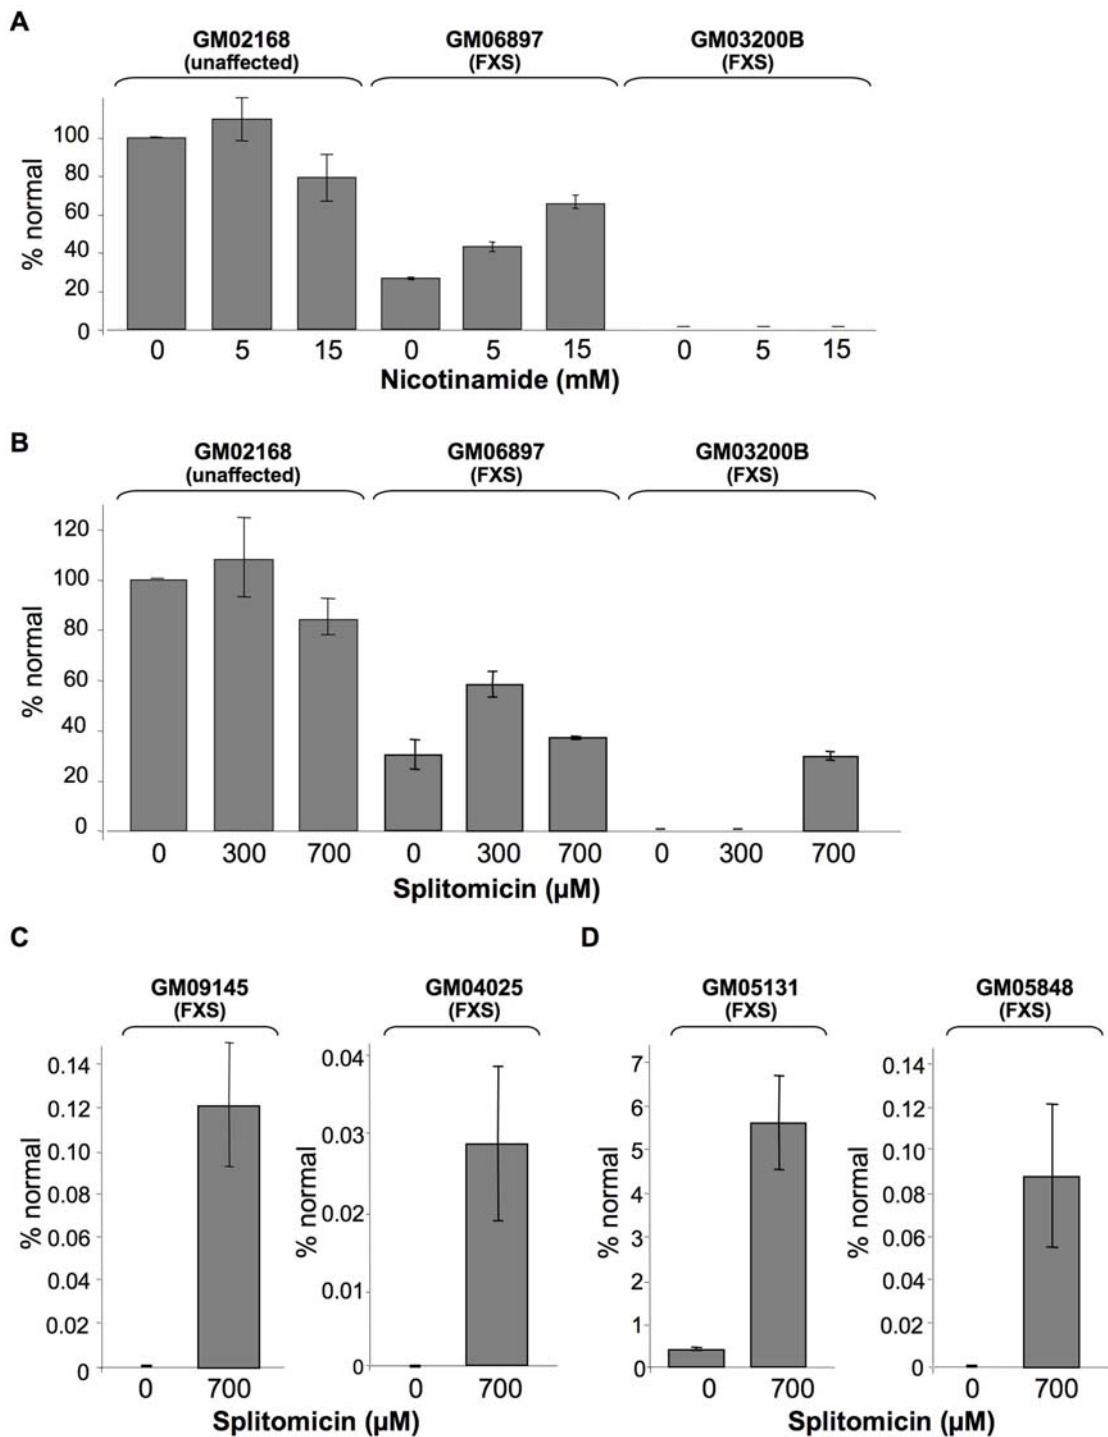 A
GM02168 GM06897 GM03200B
(unaffected) (FXS) (FXS)
% normal
100
80
60
40
20
0
0 5 15 0 5 15 0 5 15
Nicotinamide (mM)
B
GM02168 GM06897 GM03200B
(unaffected) (FXS) (FXS)
% normal
120
100
80
60
40
20
0
0 300 700 0 300 700 0 300 700
Splitomicin (µM)
C
GM09145 GM04025
(FXS) (FXS)
% normal
0.14
0.12
0.10
0.08
0.06
0.04
0.02
0
0 700
% normal
0.04
0.03
0.02
0.01
0
0 700
Splitomicin (µM)
D
GM05131 GM05848
(FXS) (FXS)
% normal
7
6
5
4
3
2
1
0
0 700
% normal
0.14
0.12
0.10
0.08
0.06
0.04
0.02
0
0 700
Splitomicin (µM)